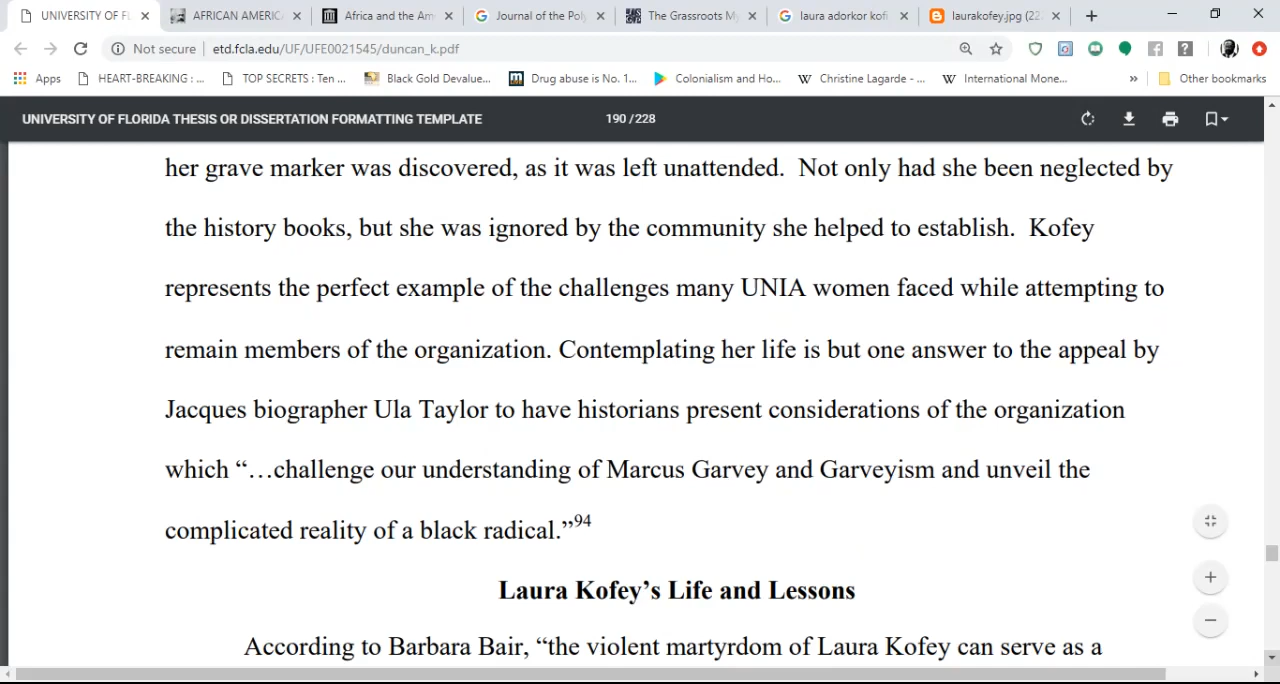 UNIVERSITY OF FL
AFRICAN AMERIC
Africa and the Am
Journal of the Pol
The Grassroots M
laura adorkor kofi
laurakofey.jpg (22
Not secure | etd.fcla.edu/UF/UFE0021545/duncan_k.pdf
Apps
HEART-BREAKING : ...
TOP SECRETS : Ten ...
Black Gold Devalue...
Drug abuse is No. 1...
Colonialism and Ho...
Christine Lagarde - ...
International Mone...
» Other bookmarks
UNIVERSITY OF FLORIDA THESIS OR DISSERTATION FORMATTING TEMPLATE
190 / 228
her grave marker was discovered, as it was left unattended. Not only had she been neglected by
the history books, but she was ignored by the community she helped to establish. Kofey
represents the perfect example of the challenges many UNIA women faced while attempting to
remain members of the organization. Contemplating her life is but one answer to the appeal by
Jacques biographer Ula Taylor to have historians present considerations of the organization
which “…challenge our understanding of Marcus Garvey and Garveyism and unveil the
complicated reality of a black radical.”94
Laura Kofey’s Life and Lessons
According to Barbara Bair, “the violent martyrdom of Laura Kofey can serve as a